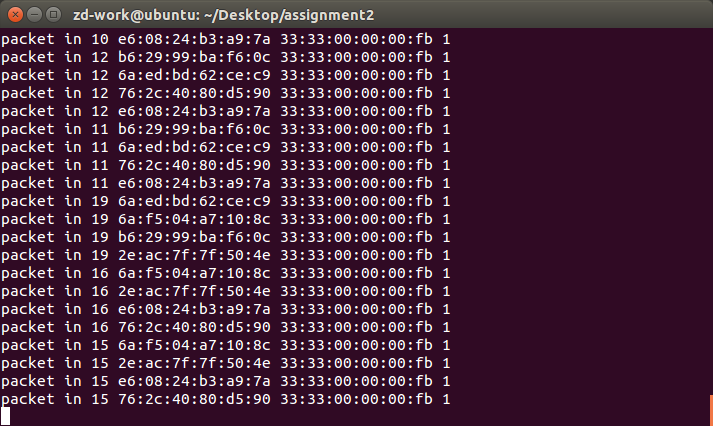 zd-work@ubuntu: ~/Desktop/assignment2
packet in 10 e6:08:24:b3:a9:7a 33:33:00:00:00:fb 1
packet in 12 b6:29:99:ba:f6:0c 33:33:00:00:00:fb 1
packet in 12 6a:ed:bd:62:ce:c9 33:33:00:00:00:fb 1
packet in 12 76:2c:40:80:d5:90 33:33:00:00:00:fb 1
packet in 12 e6:08:24:b3:a9:7a 33:33:00:00:00:fb 1
packet in 11 b6:29:99:ba:f6:0c 33:33:00:00:00:fb 1
packet in 11 6a:ed:bd:62:ce:c9 33:33:00:00:00:fb 1
packet in 11 76:2c:40:80:d5:90 33:33:00:00:00:fb 1
packet in 11 e6:08:24:b3:a9:7a 33:33:00:00:00:fb 1
packet in 19 6a:ed:bd:62:ce:c9 33:33:00:00:00:fb 1
packet in 19 6a:f5:04:a7:10:8c 33:33:00:00:00:fb 1
packet in 19 b6:29:99:ba:f6:0c 33:33:00:00:00:fb 1
packet in 19 2e:ac:7f:7f:50:4e 33:33:00:00:00:fb 1
packet in 16 6a:f5:04:a7:10:8c 33:33:00:00:00:fb 1
packet in 16 2e:ac:7f:7f:50:4e 33:33:00:00:00:fb 1
packet in 16 e6:08:24:b3:a9:7a 33:33:00:00:00:fb 1
packet in 16 76:2c:40:80:d5:90 33:33:00:00:00:fb 1
packet in 15 6a:f5:04:a7:10:8c 33:33:00:00:00:fb 1
packet in 15 2e:ac:7f:7f:50:4e 33:33:00:00:00:fb 1
packet in 15 e6:08:24:b3:a9:7a 33:33:00:00:00:fb 1
packet in 15 76:2c:40:80:d5:90 33:33:00:00:00:fb 1